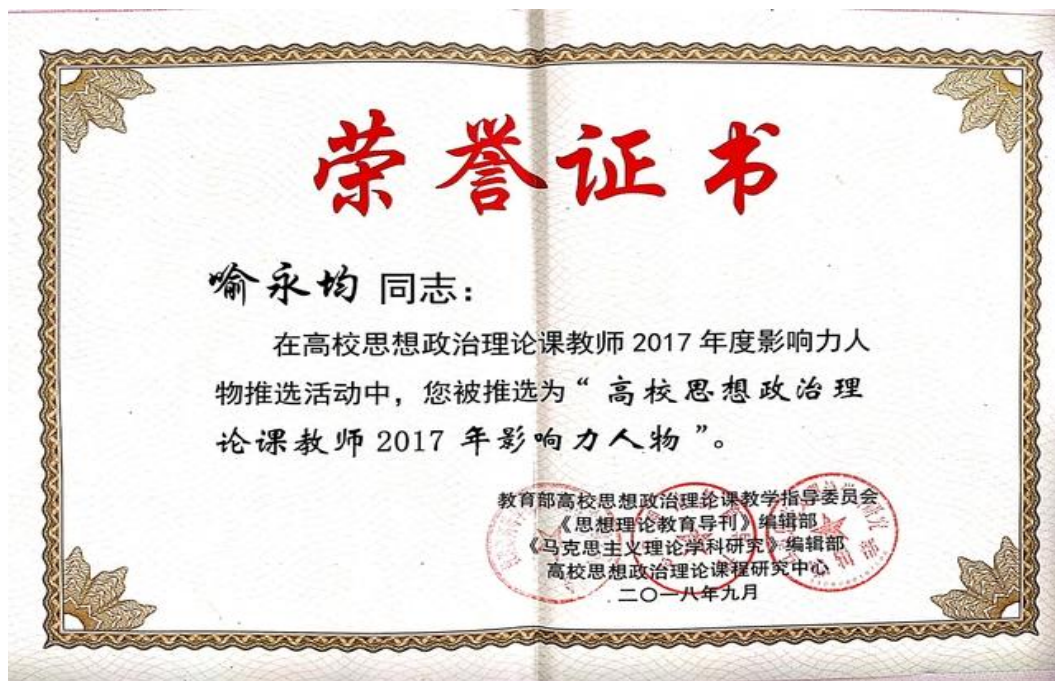 荣誉证书
喻永均 同志：
在高校思想政治理论课教师 2017 年度影响力人
物推选活动中，您被推选为“高校思想政治理
论课教师 2017 年影响力人物”。
教育部高校思想政治理论课教学指导委员会
《思想理论教育导刊》编辑部
《马克思主义理论学科研究》编辑部
高校思想政治理论课程研究中心
二〇一八年九月